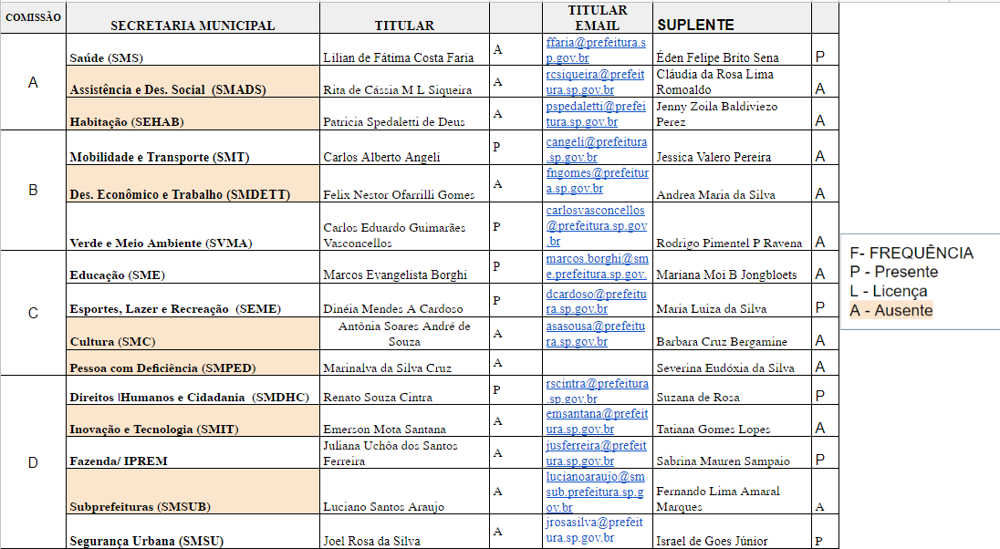 COMISSÃO SECRETARIA MUNICIPAL TITULAR TITULAR EMAIL SUPLENTE
A
Saúde (SMS) Lílian de Fátima Costa Faria A ffaria@prefeitura.sp.gov.br Éden Felipe Brito Sena P
Assistência e Des. Social (SMADS) Rita de Cássia M L Siqueira A rcsiqueira@prefeitura.sp.gov.br Cláudia da Rosa Lima Romoaldo A
Habitação (SEHAB) Patricia Spedaletti de Deus A pspedaletti@prefeitura.sp.gov.br Jenny Zoila Baldiviezo Perez A
B
Mobilidade e Transporte (SMT) Carlos Alberto Angeli P cangeli@prefeitura.sp.gov.br Jessica Valero Pereira A
Des. Econômico e Trabalho (SMDETT) Felix Nestor Ofarrilli Gomes A fngomes@prefeitura.sp.gov.br Andrea Maria da Silva A
Verde e Meio Ambiente (SVMA) Carlos Eduardo Guimarães Vasconcellos P carlosvasconcellos@prefeitura.sp.gov.br Rodrigo Pimentel P Ravena A
C
Educação (SME) Marcos Evangelista Borghi P marcos.borghi@sme.prefeitura.sp.gov. Mariana Moi B Jongbloets A
Esportes, Lazer e Recreação (SEME) Dinéia Mendes A Cardoso P dcardoso@prefeitura.sp.gov.br Maria Luiza da Silva P
Cultura (SMC) Antônia Soares André de Souza A asasousa@prefeitura.sp.gov.br Barbara Cruz Bergamine A
Pessoa com Deficiência (SMPED) Marinalva da Silva Cruz A Severina Eudóxia da Silva A
D
Direitos |Humanos e Cidadania (SMDHC) Renato Souza Cintra P rscintra@prefeitura.sp.gov.br Suzana de Rosa P
Inovação e Tecnologia (SMIT) Emerson Mota Santana A emsantana@prefeitura.sp.gov.br Tatiana Gomes Lopes A
Fazenda/ IPREM Juliana Uchôa dos Santos Ferreira A jusferreira@prefeitura.sp.gov.br Sabrina Mauren Sampaio P
Subprefeituras (SMSUB) Luciano Santos Araujo A lucianoaraujo@smsub.prefeitura.sp.gov.br Fernando Lima Amaral Marques A
Segurança Urbana (SMSU) Joel Rosa da Silva A jrosasilva@prefeitura.sp.gov.br Israel de Goes Júnior P
F- FREQUÊNCIA
P - Presente
L - Licença
A - Ausente